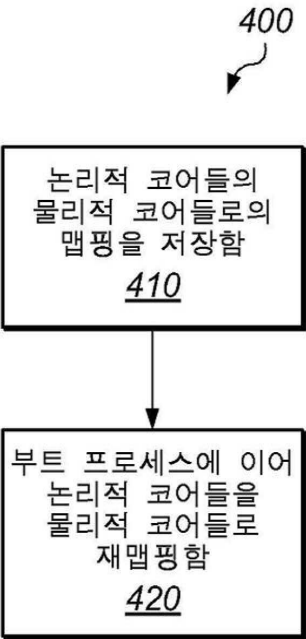 400
논리적 코어들의
물리적 코어들로의
맵핑을 저장함
410
부트 프로세스에 이어
논리적 코어들을
물리적 코어들로
재맵핑함
420